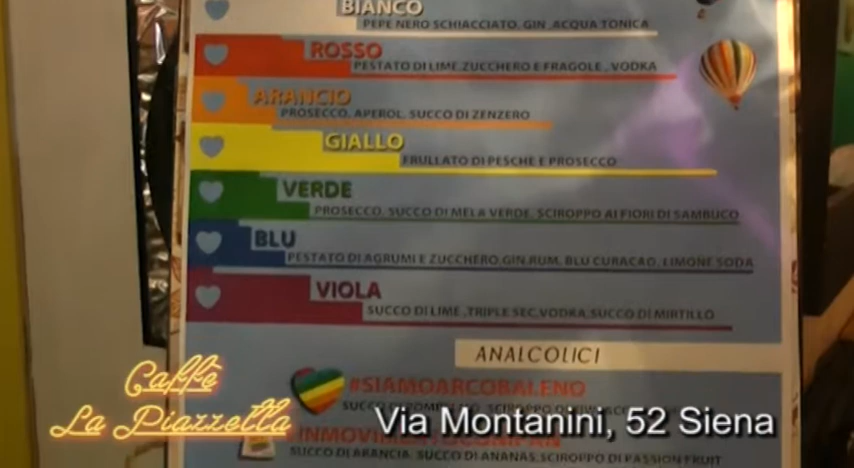 BIANCO
PEPE NERO SCHIACCIATO, GIN, ACQUA TONICA
ROSSO
PESTATO DI LIME, ZUCCHERO E FRAGOLE, VODKA
ARANCIO
PROSECCO, APEROL, SUCCO DI ZENZERO
GIALLO
FRULLATO DI PESCHE E PROSECCO
VERDE
PROSECCO, SUCCO DI MELA VERDE, SCIROPPO AI FIORI DI SAMBUCO
BLU
PESTATO DI AGRUMI E ZUCCHERO, GIN, RUM, BLU CURACAO, LIMONE SODA
VIOLA
SUCCO DI LIME, TRIPLE SEC, VODKA, SUCCO DI MIRTILLO
ANALCOLICI
#SIAMOARCOBALENO
SUCCO DI SCIROPPO
SUCCO DI ARANCIA, SUCCO DI ANANAS, SCIROPPO DI PASSION FRUIT
Caffè
La Piazzetta
Via Montanini, 52 Siena